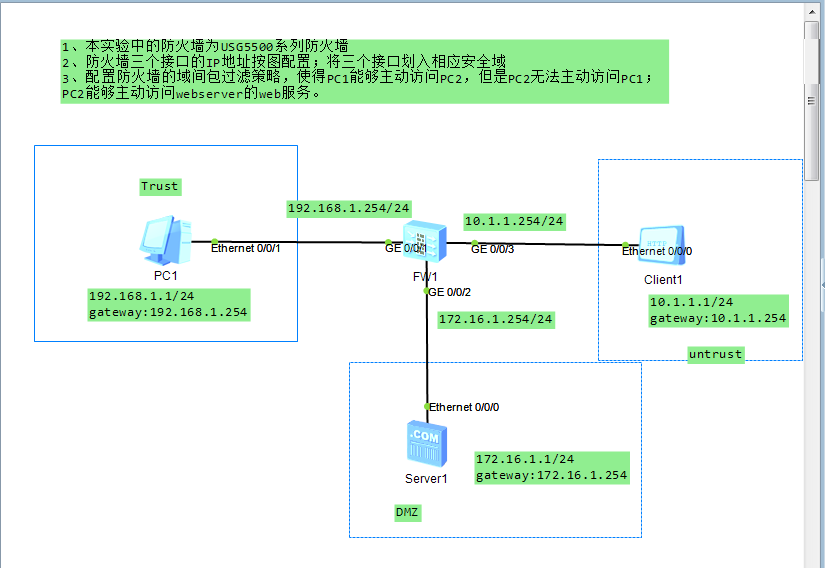 1、本实验中的防火墙为USG5500系列防火墙
2、防火墙三个接口的IP地址按图配置；将三个接口划入相应安全域
3、配置防火墙的域间包过滤策略，使得PC1能够主动访问PC2，但是PC2无法主动访问PC1；
PC2能够主动访问webserver的web服务。
Trust
192.168.1.254/24
10.1.1.254/24
Ethernet 0/0/1
GE 0/0/1
GE 0/0/3
HTTP
Ethernet 0/0/0
PC1
FW1
Client1
192.168.1.1/24
gateway:192.168.1.254
GE 0/0/2
172.16.1.254/24
10.1.1.1/24
gateway:10.1.1.254
untrust
Ethernet 0/0/0
.COM
Server1
172.16.1.1/24
gateway:172.16.1.254
DMZ